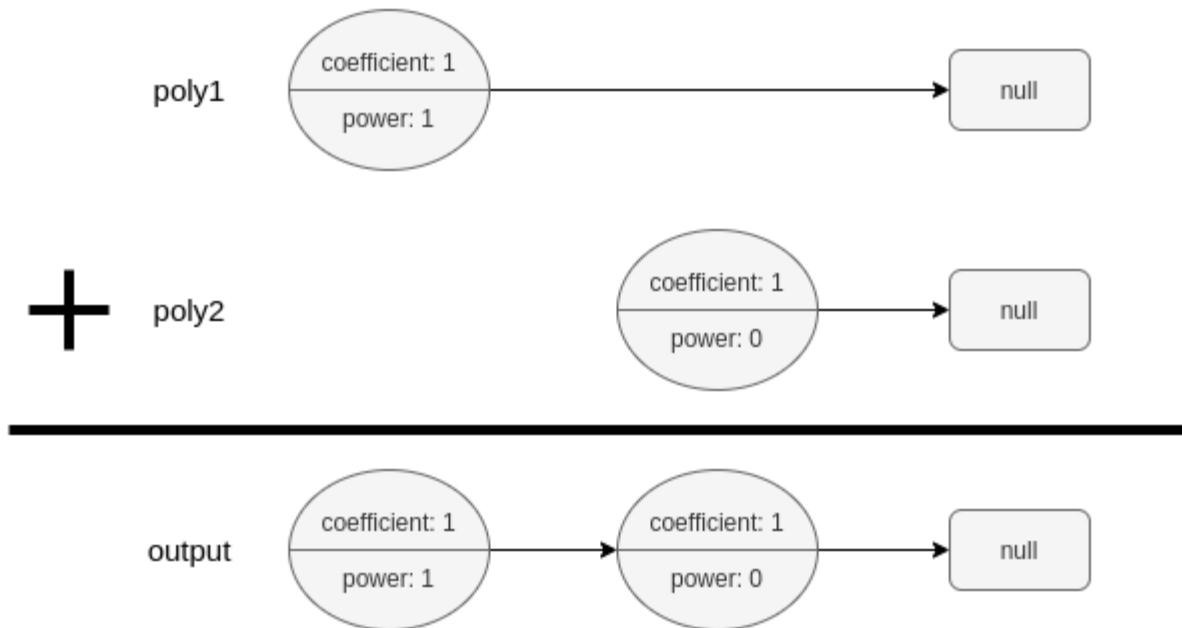 coefficient: 1
poly1
null
power: 1
coefficient: 1
+ poly2
null
power: 0
coefficient: 1
coefficient: 1
output
null
power: 1
power: 0